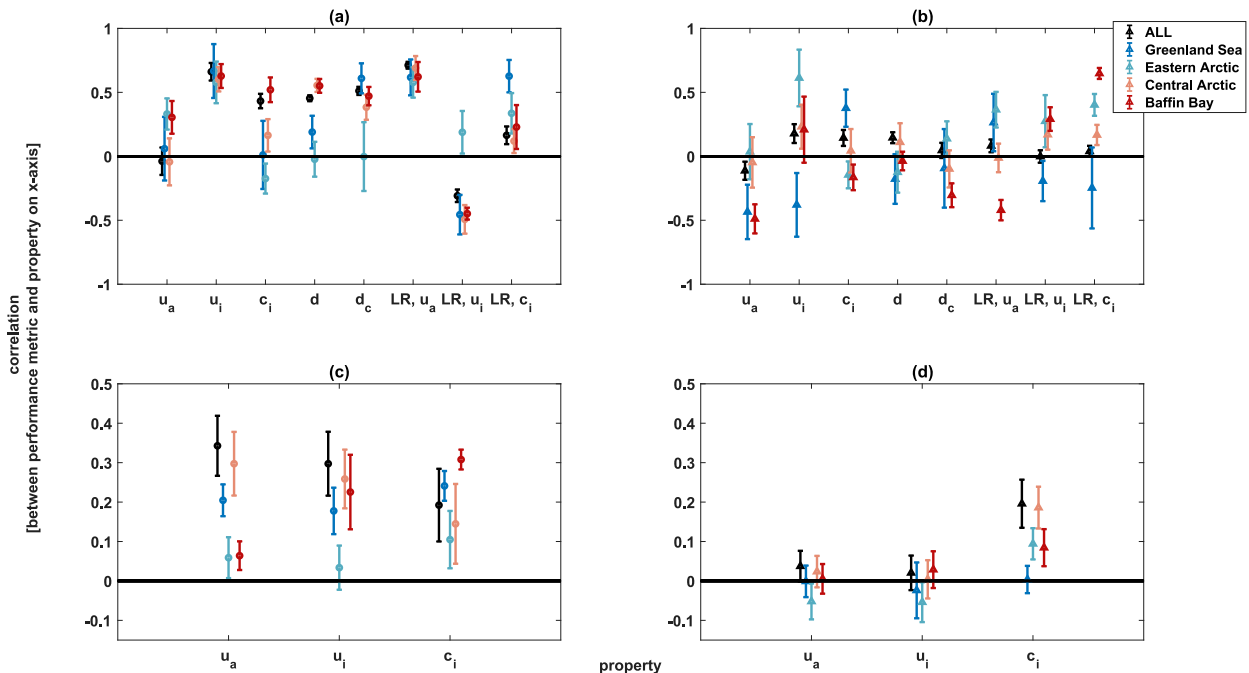 (a)
1
0.5
0
-0.5
-1
u_a
u_i
c_i
d
d_c
LR, u_a
LR, u_i
LR, c_i
(b)
1
0.5
0
-0.5
-1
u_a
u_i
c_i
d
d_c
LR, u_a
LR, u_i
LR, c_i
ALL
Greenland Sea
Eastern Arctic
Central Arctic
Baffin Bay
correlation
[between performance metric and property on x-axis]
(c)
0.5
0.4
0.3
0.2
0.1
0
-0.1
u_a
u_i
c_i
(d)
0.5
0.4
0.3
0.2
0.1
0
-0.1
u_a
u_i
c_i
property